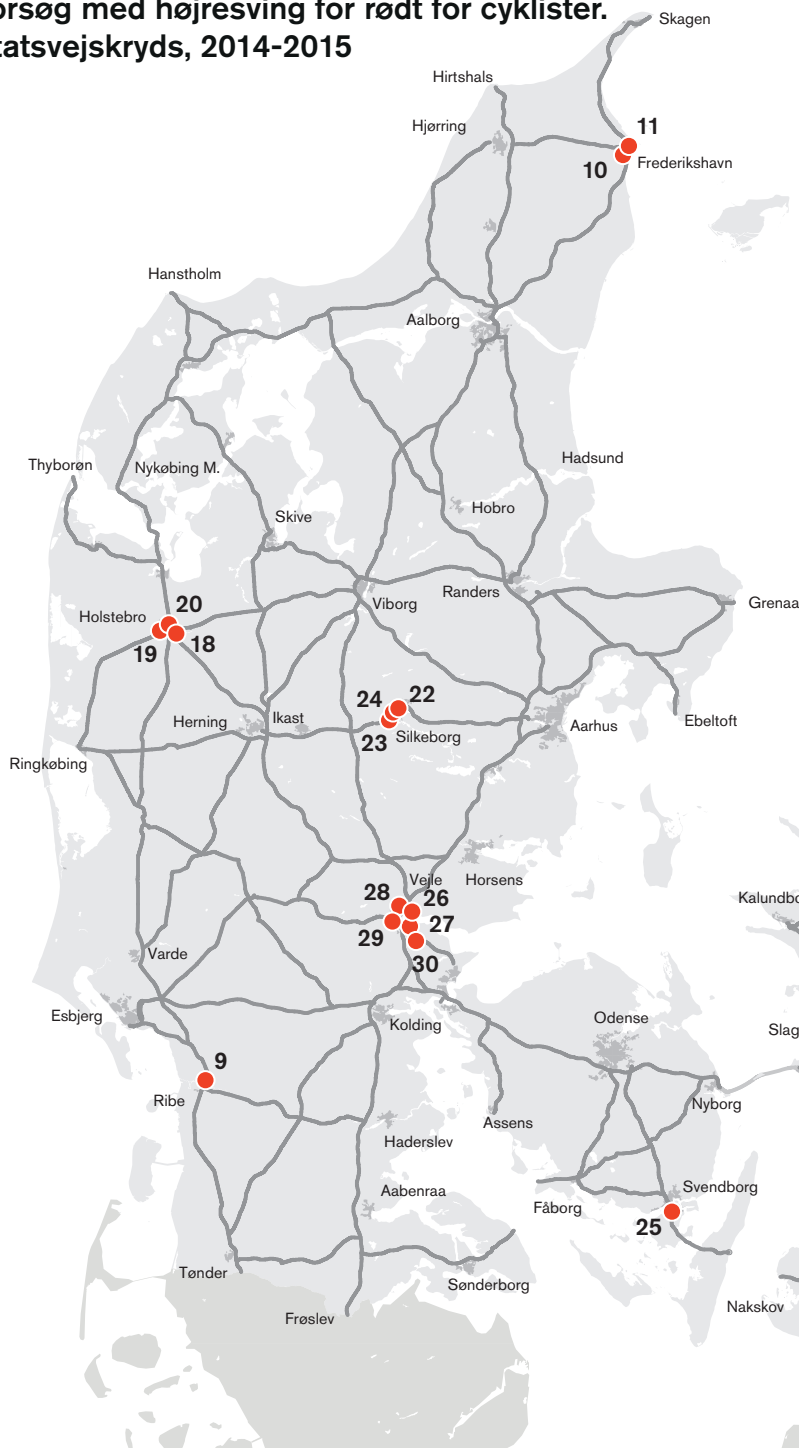 orsøg med højresving for rødt for cyklister.
tatsvejskryds, 2014-2015
Skagen
Hirtshals
Hjørring
11
10
Frederikshavn
Hanstholm
Aalborg
Thyborøn
Nykøbing M.
Hadsund
Hobro
Skive
Randers
Viborg
Grenaa
Holstebro
20
19
18
24
22
23
Silkeborg
Herning
Ikast
Aarhus
Ebeltoft
Ringkøbing
Vejle
Horsens
28
26
29
27
30
Kalundbo
Varde
Esbjerg
Kolding
Odense
Slag
9
Ribe
Nyborg
Assens
Haderslev
Aabenraa
Fåborg
Svendborg
25
Tønder
Sønderborg
Nakskov
Frøslev